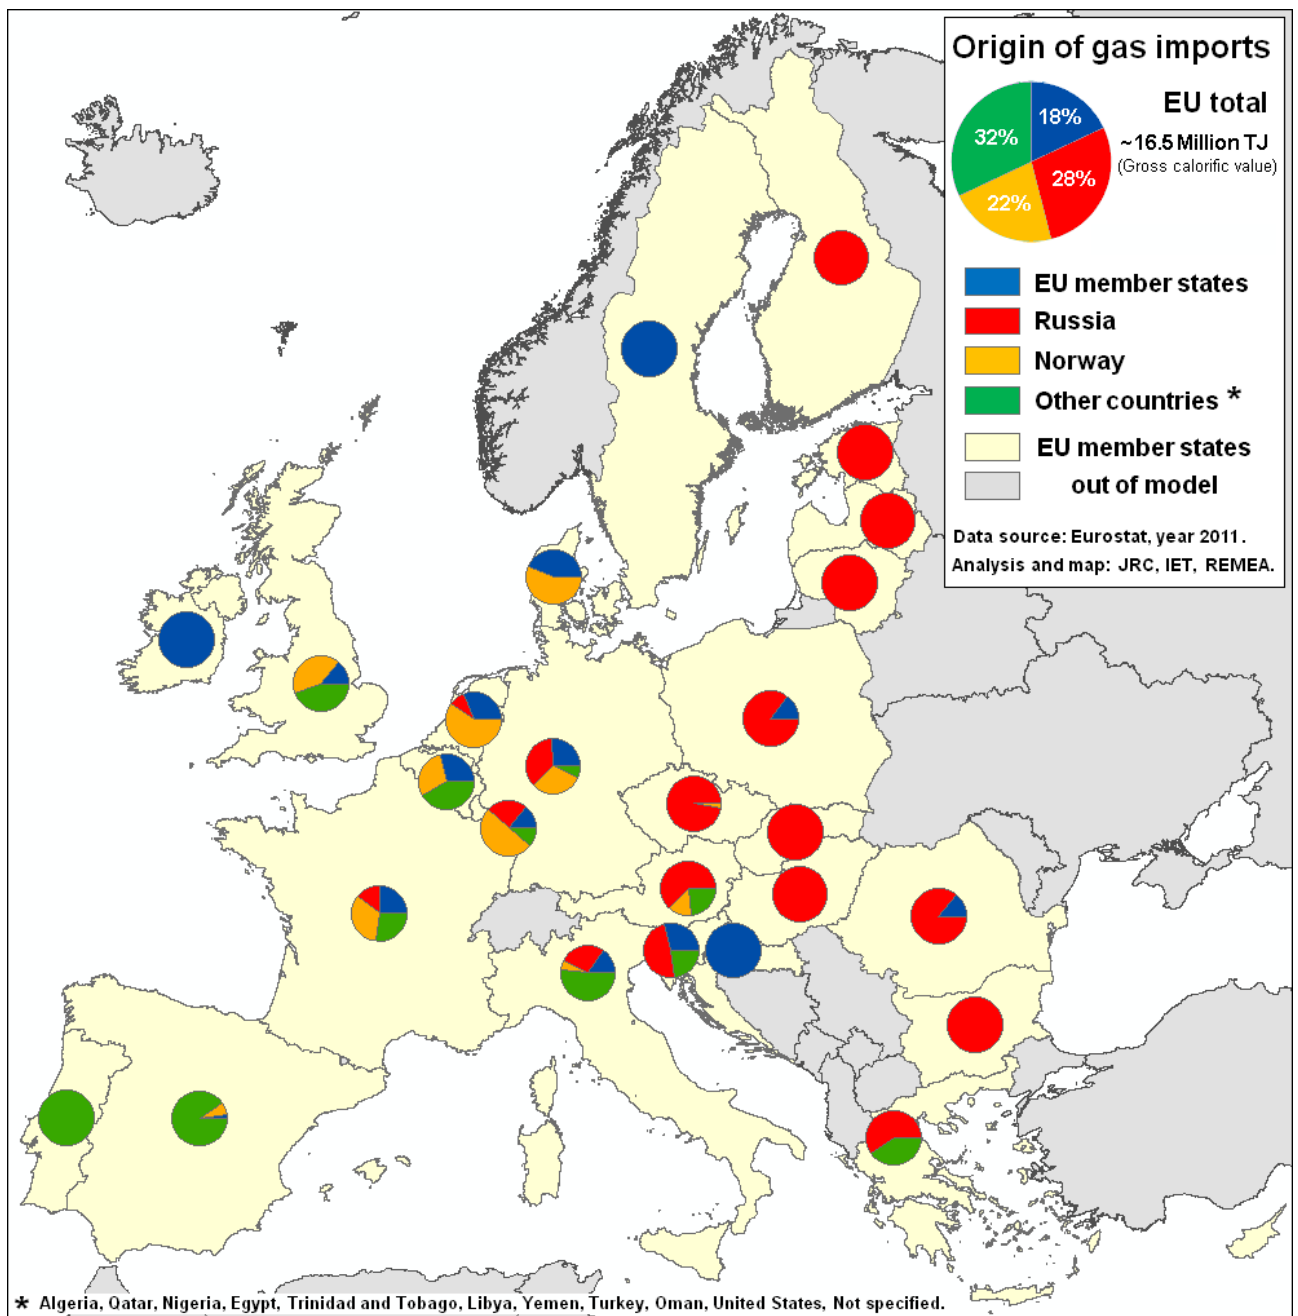 Origin of gas imports
EU total
18%
32%
~16.5 Million TJ
(Gross calorific value)
28%
22%
EU member states
Russia
Norway
Other countries *
EU member states
out of model
Data source: Eurostat, year 2011.
Analysis and map: JRC, IET, REMEA.
* Algeria, Qatar, Nigeria, Egypt, Trinidad and Tobago, Libya, Yemen, Turkey, Oman, United States, Not specified.